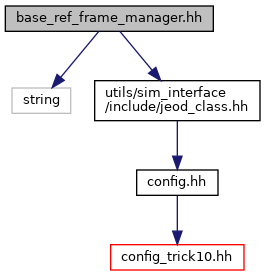 base_ref_frame_manager.hh
string
utils/sim_interface
/include/jeod_class.hh
config.hh
config_trick10.hh